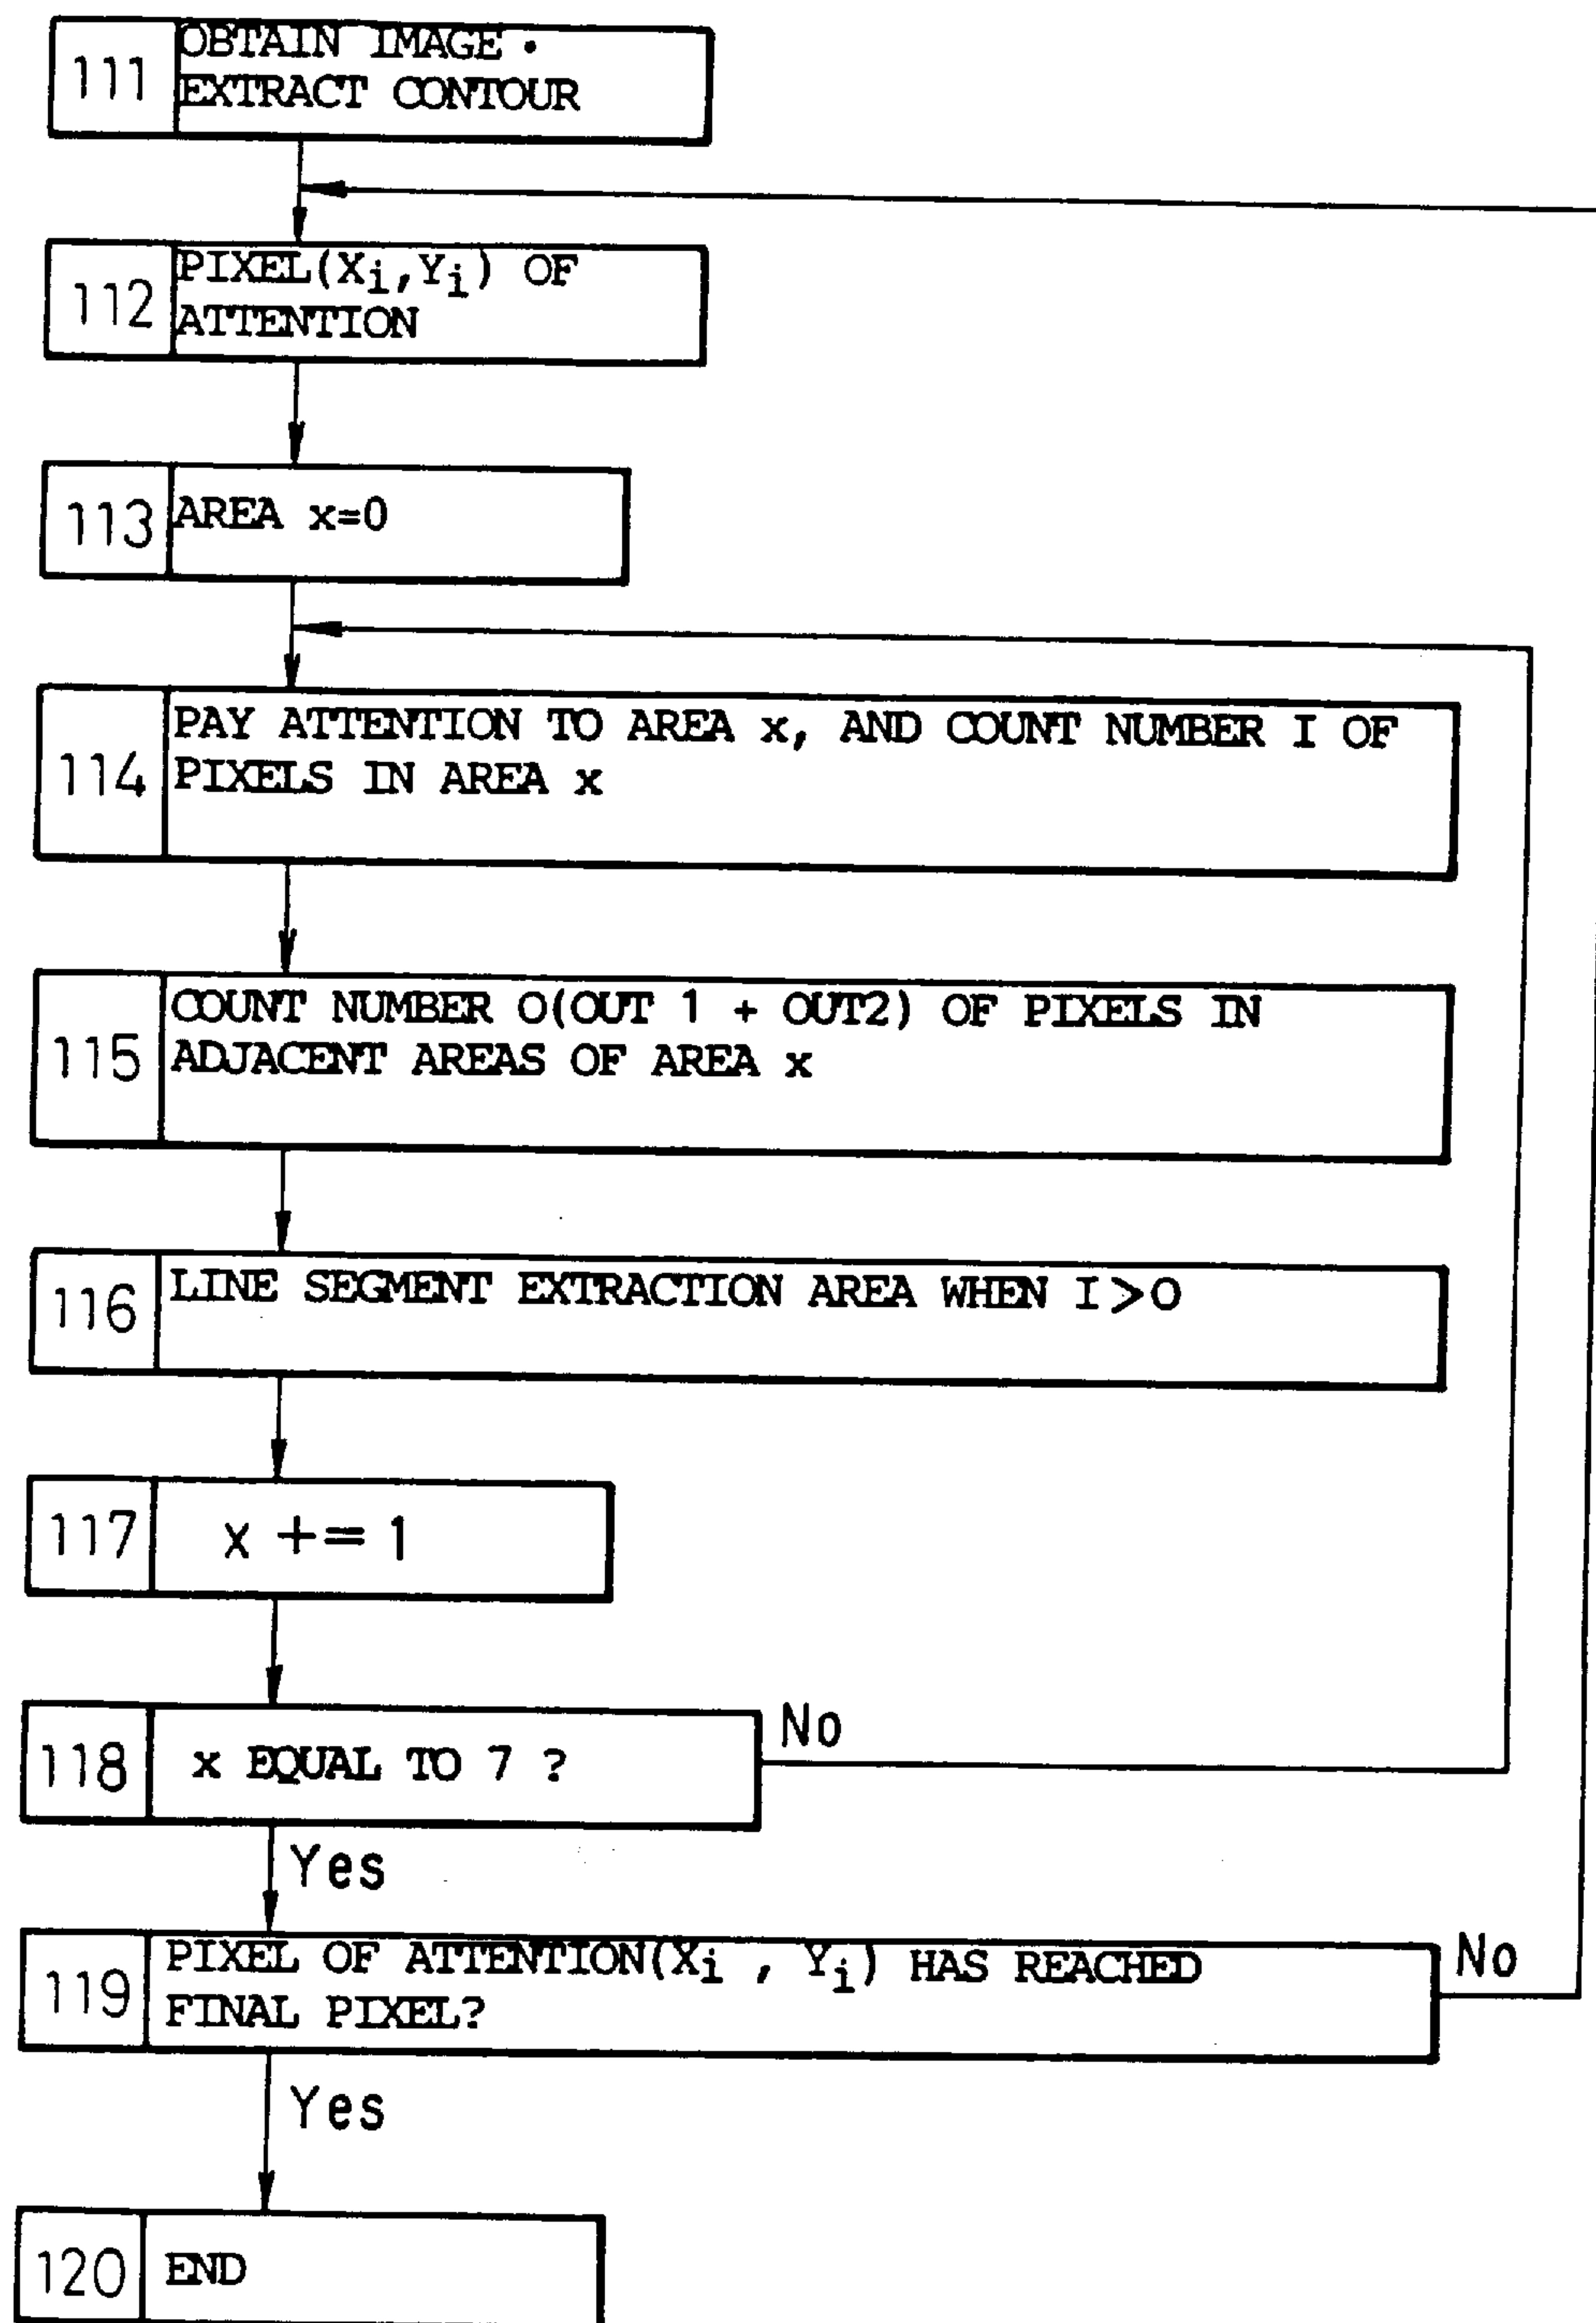 111 OBTAIN IMAGE •
EXTRACT CONTOUR
112 PIXEL(Xi,Yi) OF
ATTENTION
113 AREA x=0
114 PAY ATTENTION TO AREA x, AND COUNT NUMBER I OF
PIXELS IN AREA x
115 COUNT NUMBER O(OUT 1 + OUT2) OF PIXELS IN
ADJACENT AREAS OF AREA x
116 LINE SEGMENT EXTRACTION AREA WHEN I>O
117 x += 1
118 x EQUAL TO 7 ?
No
Yes
119 PIXEL OF ATTENTION(Xi , Yi) HAS REACHED
FINAL PIXEL?
No
Yes
120 END